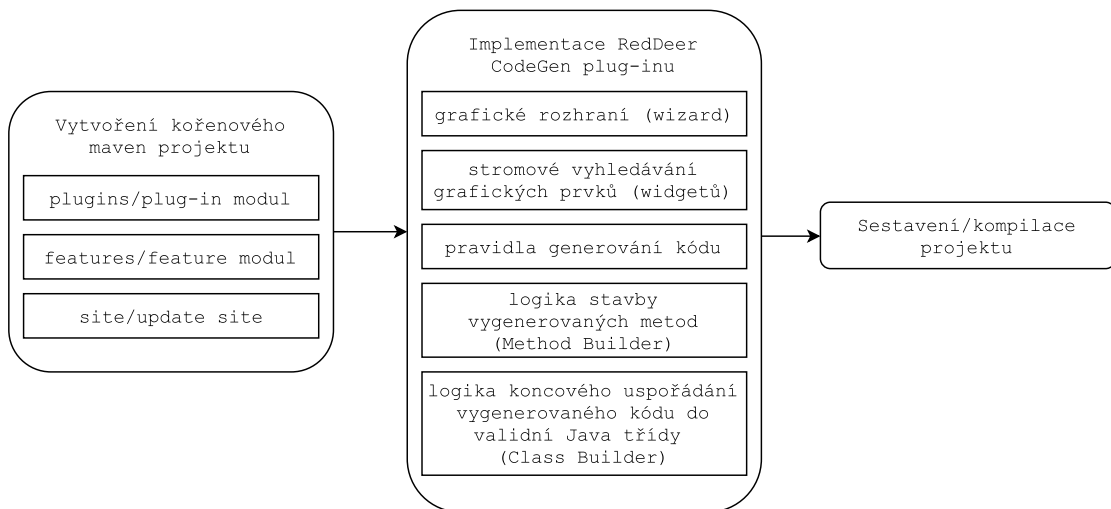 Vytvoření kořenového
maven projektu
plugins/plug-in modul
features/feature modul
site/update site
Implementace RedDeer
CodeGen plug-inu
grafické rozhraní (wizard)
stromové vyhledávání
grafických prvků (widgetů)
pravidla generování kódu
logika stavby
vygenerovaných metod
(Method Builder)
logika koncového uspořádání
vygenerovaného kódu do
validní Java třídy
(Class Builder)
Sestavení/kompilace
projektu